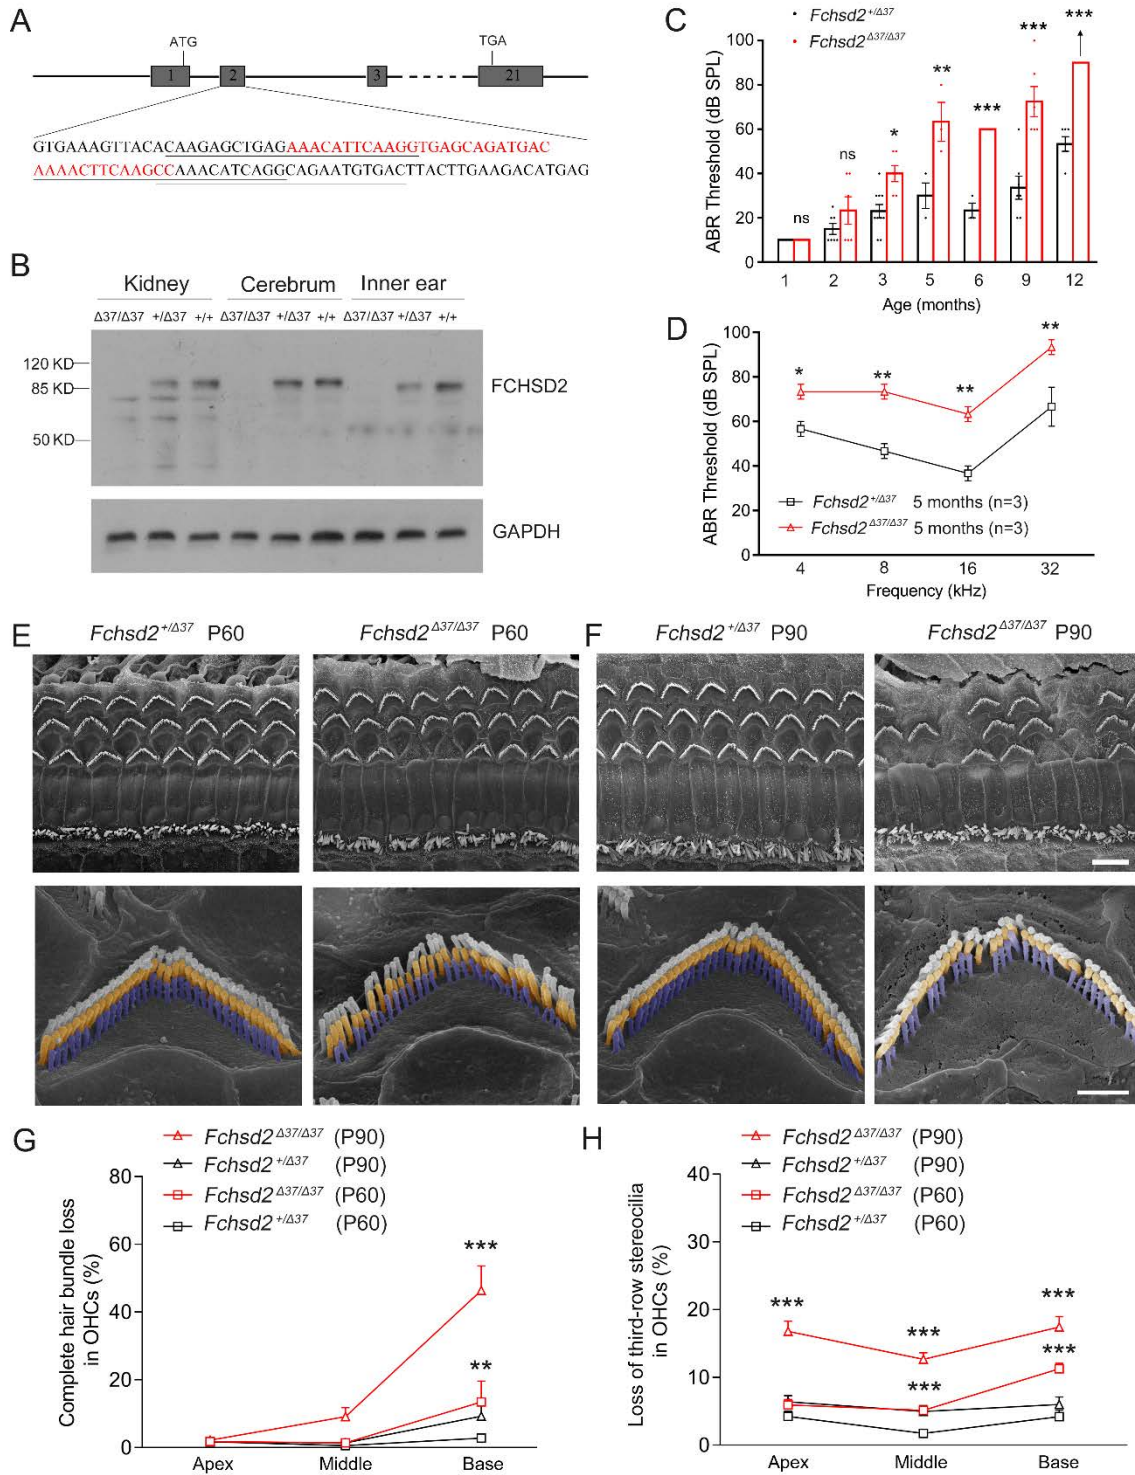 A
ATG
TGA
1
2
3
21
GTGAAAGTTACACAAGAGCTGAGAAACATTCAAGGTGAGCAGATGAC
AAAACTTCAAGCCAAACATCAGGCAGAATGTGACTTACTTGAAGACATGAG
B
Kidney Cerebrum Inner ear
Δ37/Δ37 +/Δ37 +/+ Δ37/Δ37 +/Δ37 +/+ Δ37/Δ37 +/Δ37 +/+
120 KD
85 KD
50 KD
FCHSD2
GAPDH
C
Fchsd2+/Δ37
Fchsd2Δ37/Δ37
ABR Threshold (dB SPL)
100
80
60
40
20
0
ns
ns
*
**
***
***
***
1 2 3 5 6 9 12
Age (months)
D
ABR Threshold (dB SPL)
100
80
60
40
20
0
*
**
**
**
Fchsd2+/Δ37 5 months (n=3)
Fchsd2Δ37/Δ37 5 months (n=3)
4 8 16 32
Frequency (kHz)
E
Fchsd2+/Δ37 P60
Fchsd2Δ37/Δ37 P60
F
Fchsd2+/Δ37 P90
Fchsd2Δ37/Δ37 P90
G
Fchsd2Δ37/Δ37 (P90)
Fchsd2+/Δ37 (P90)
Fchsd2Δ37/Δ37 (P60)
Fchsd2+/Δ37 (P60)
Complete hair bundle loss
in OHCs (%)
80
60
40
20
0
***
**
Apex Middle Base
H
Fchsd2Δ37/Δ37 (P90)
Fchsd2+/Δ37 (P90)
Fchsd2Δ37/Δ37 (P60)
Fchsd2+/Δ37 (P60)
Loss of third-row stereocilia
in OHCs (%)
40
30
20
10
0
***
***
***
***
***
Apex Middle Base